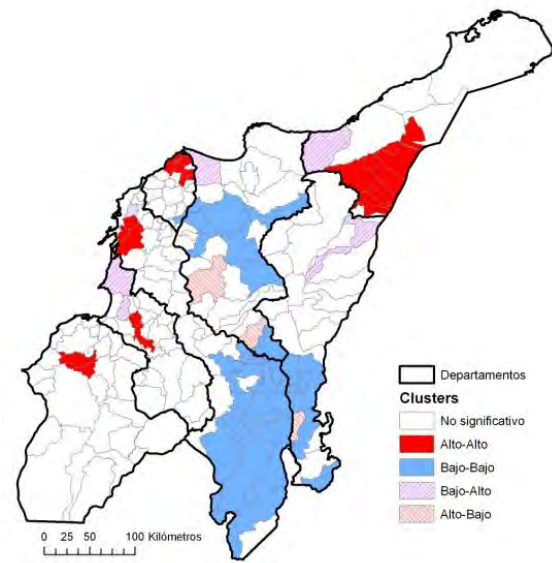 Departamentos
Clusters
No significativo
Alto-Alto
Bajo-Bajo
Bajo-Alto
Alto-Bajo
0 25 50 100 Kilómetros